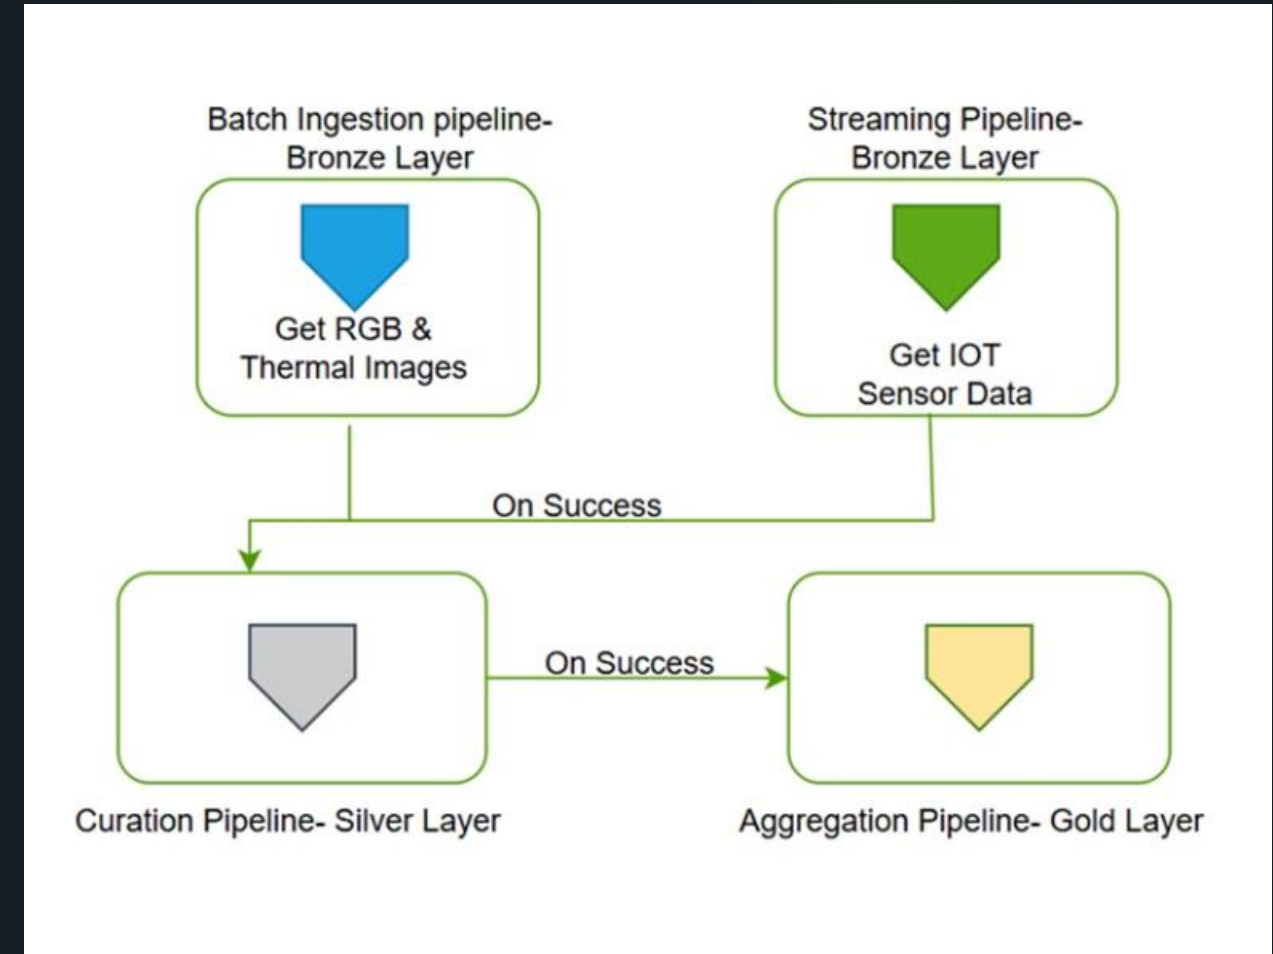 Batch Ingestion pipeline-
Bronze Layer
Streaming Pipeline-
Bronze Layer
Get RGB &
Thermal Images
Get IOT
Sensor Data
On Success
On Success
Curation Pipeline- Silver Layer
Aggregation Pipeline- Gold Layer